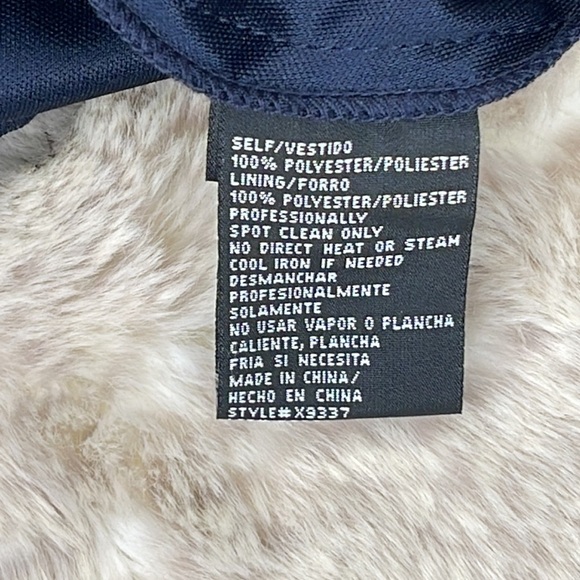 SELF/VESTIDO
100% POLYESTER/POLIESTER
LINING/FORRO
100% POLYESTER/POLIESTER
PROFESSIONALLY
SPOT CLEAN ONLY
NO DIRECT HEAT OR STEAM
COOL IRON IF NEEDED
DESMANCHAR
PROFESIONALMENTE
SOLAMENTE
NO USAR VAPOR O PLANCHA
CALIENTE, PLANCHA
FRIA SI NECESITA
MADE IN CHINA/
HECHO EN CHINA
STYLE#X9337